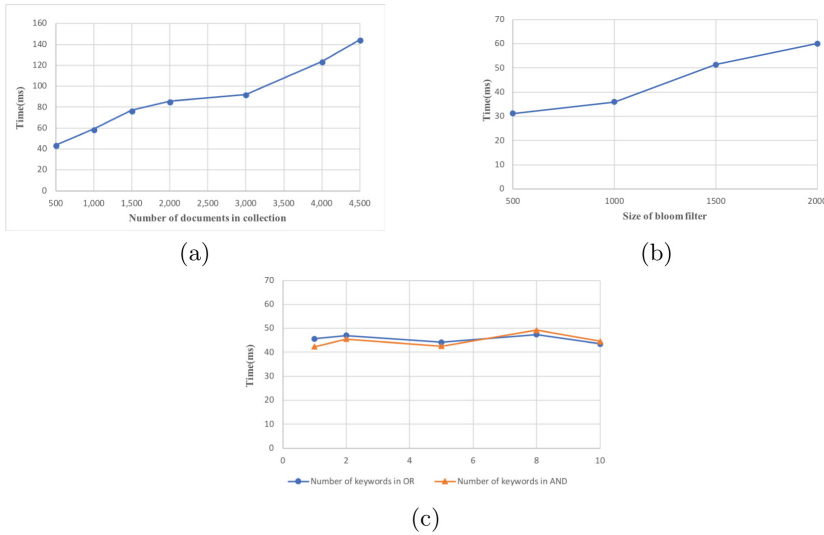 160
140
120
100
80
60
40
20
0
Time(ms)
500 1,000 1,500 2,000 2,500 3,000 3,500 4,000 4,500
Number of documents in collection
(a)
70
60
50
40
30
20
10
0
Time(ms)
500 1000 1500 2000
Size of bloom filter
(b)
70
60
50
40
30
20
10
0
Time(ms)
0 2 4 6 8 10
Number of keywords in OR Number of keywords in AND
(c)